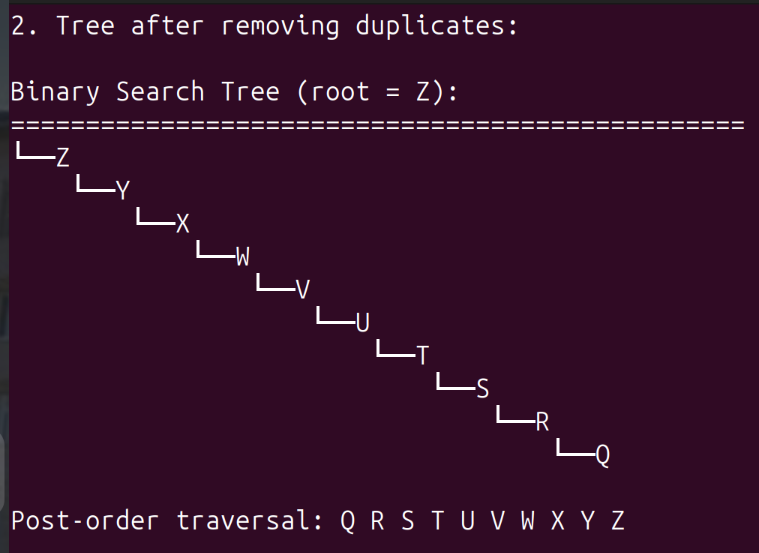 2. Tree after removing duplicates:
Binary Search Tree (root = Z):
=================================================
└──Z
    └──Y
        └──X
            └──W
                └──V
                    └──U
                        └──T
                            └──S
                                └──R
                                    └──Q
Post-order traversal: Q R S T U V W X Y Z